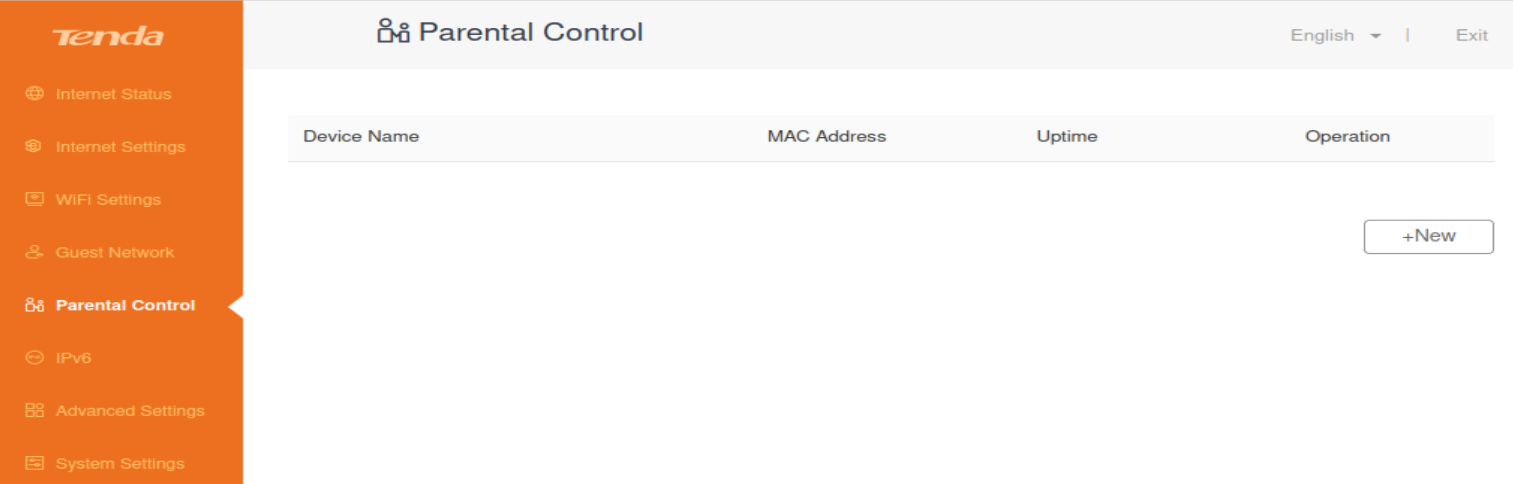 Tenda
Parental Control
English | Exit
Internet Status
Internet Settings
WiFi Settings
Guest Network
Parental Control
IPv6
Advanced Settings
System Settings
Device Name MAC Address Uptime Operation
+New